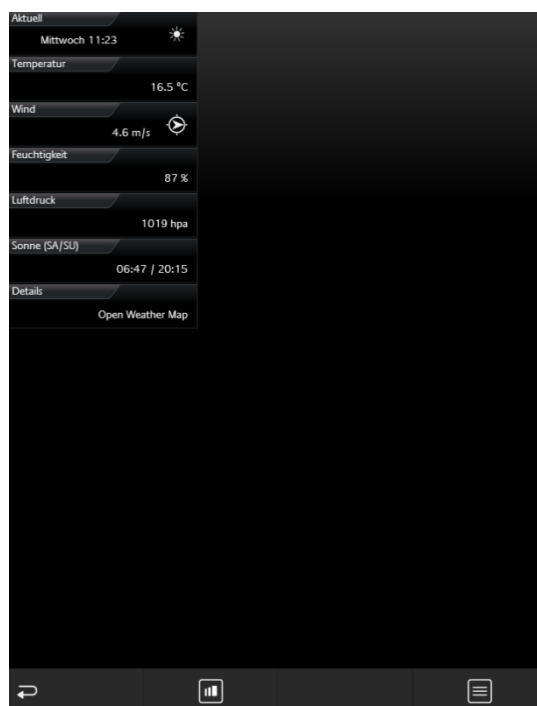 Aktuell
Mittwoch 11:23
Temperatur
16.5 °C
Wind
4.6 m/s
Feuchtigkeit
87 %
Luftdruck
1019 hpa
Sonne (SA/SU)
06:47 / 20:15
Details
Open Weather Map